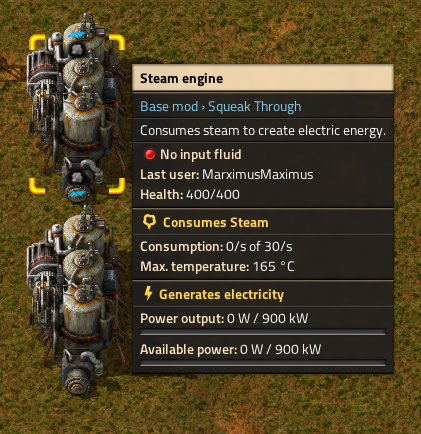 Steam engine
Base mod › Squeak Through
Consumes steam to create electric energy.
No input fluid
Last user: MarximusMaximus
Health: 400/400
Consumes Steam
Consumption: 0/s of 30/s
Max. temperature: 165 °C
Generates electricity
Power output: 0 W / 900 kW
Available power: 0 W / 900 kW